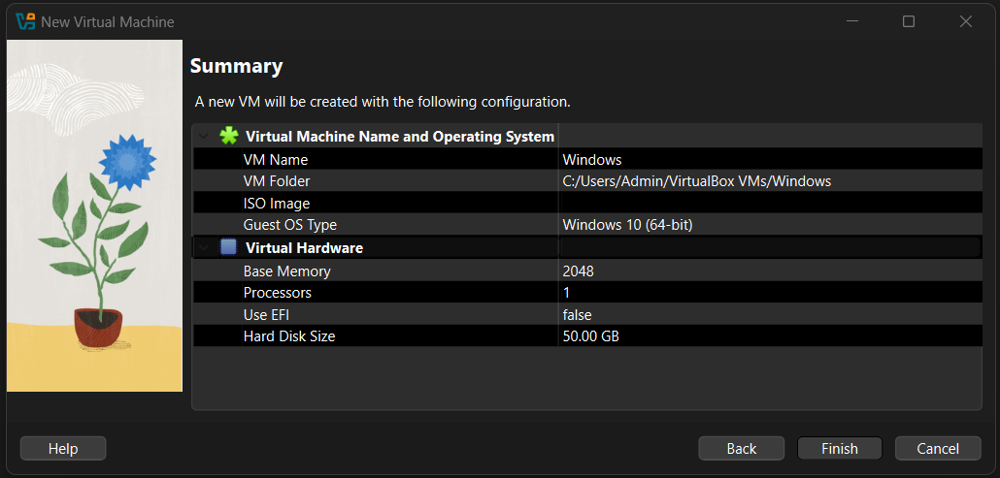 New Virtual Machine
Summary
A new VM will be created with the following configuration.
Virtual Machine Name and Operating System
VM Name Windows
VM Folder C:/Users/Admin/VirtualBox VMs/Windows
ISO Image
Guest OS Type Windows 10 (64-bit)
Virtual Hardware
Base Memory 2048
Processors 1
Use EFI false
Hard Disk Size 50.00 GB
Help Back Finish Cancel